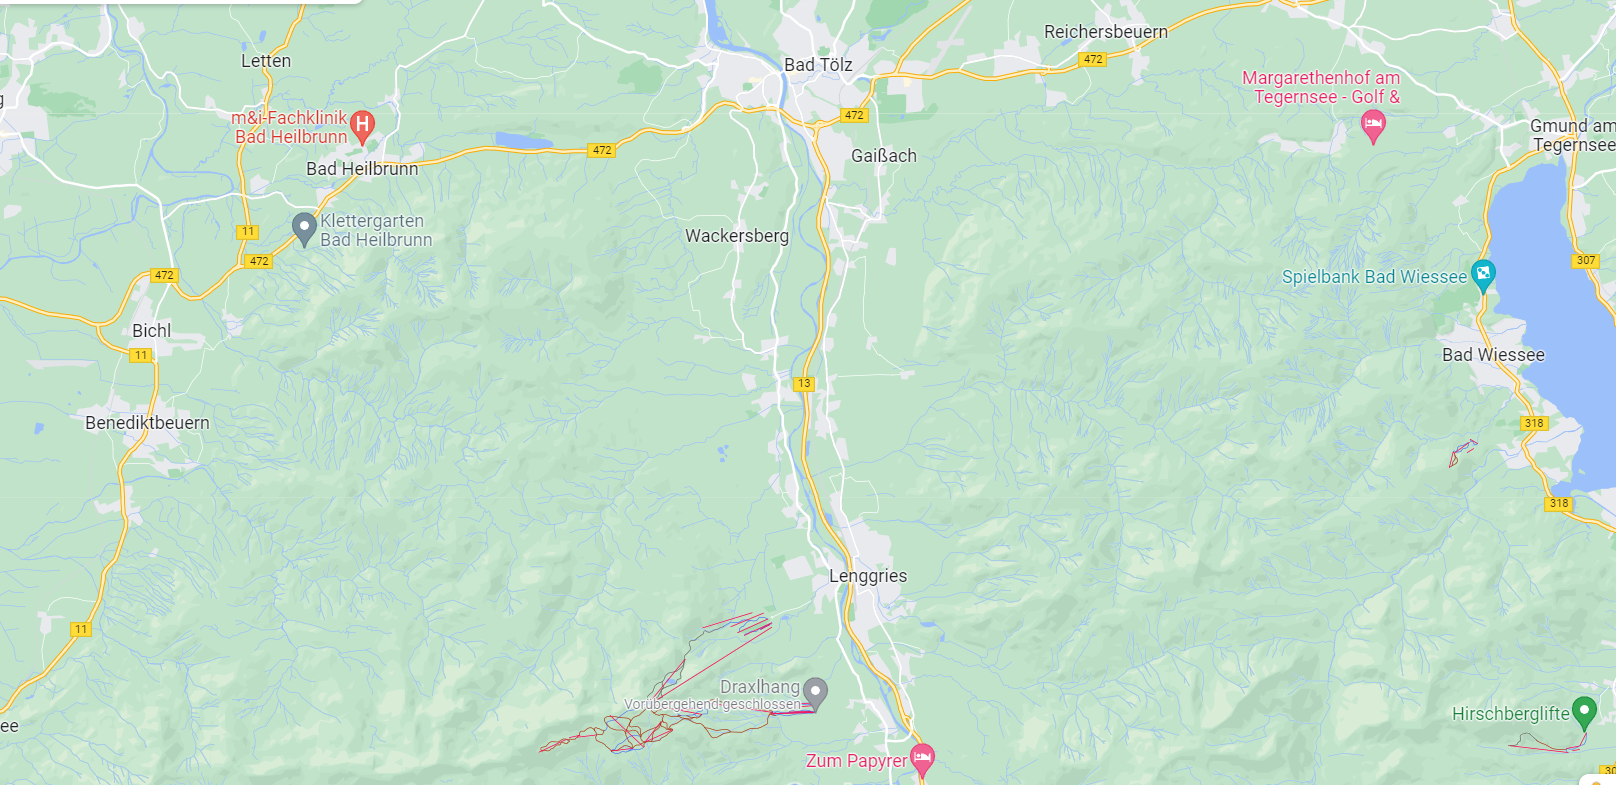 Letten
m&i-Fachklinik
Bad Heilbrunn
H
Bad Heilbrunn
Klettergarten
Bad Heilbrunn
11
472
472
Bichl
11
Benediktbeuern
11
see
g
472
Bad Tölz
472
Gaißach
Wackersberg
13
Lenggries
Draxlhang
Vorübergehend geschlossen
Zum Papyrer
Reichersbeuern
472
Margarethenhof am
Tegernsee - Golf &
Gmund am
Tegernsee
307
Spielbank Bad Wiessee
Bad Wiessee
318
318
Hirschberglifte